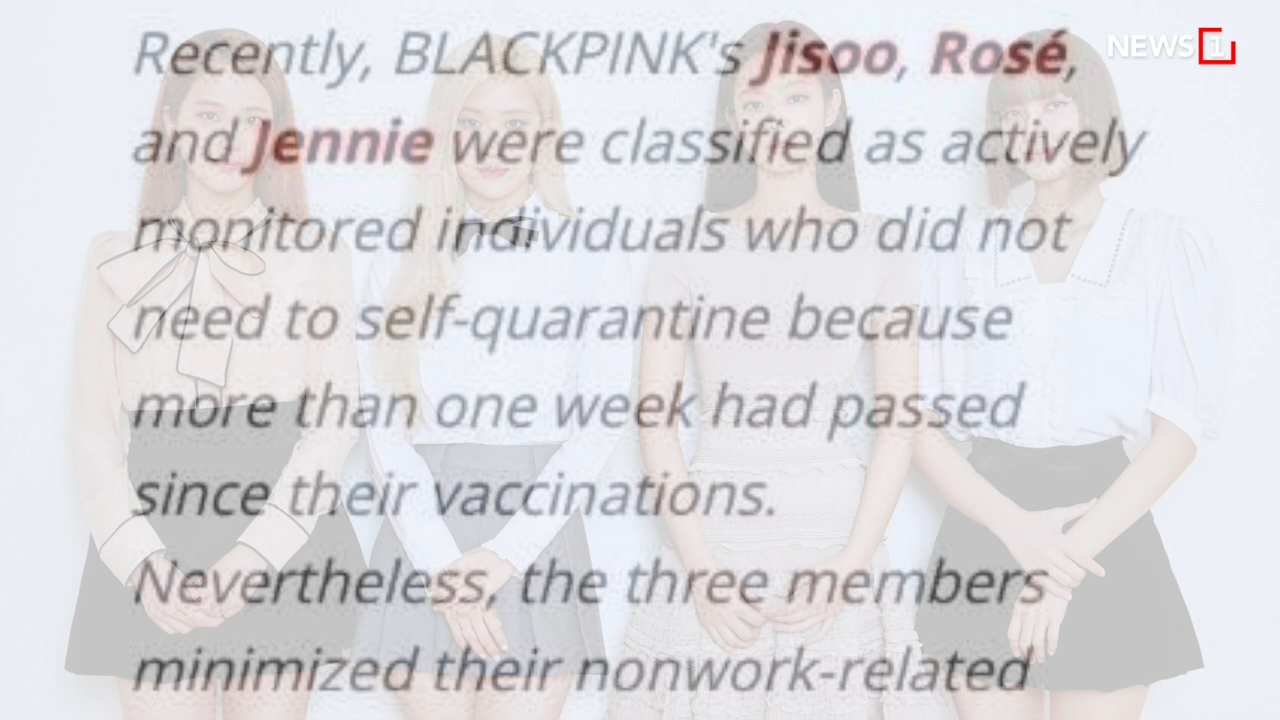 NEWS 1
Recently, BLACKPINK's Jisoo, Rosé,
and Jennie were classified as actively
monitored individuals who did not
need to self-quarantine because
more than one week had passed
since their vaccinations.
Nevertheless, the three members
minimized their nonwork-related